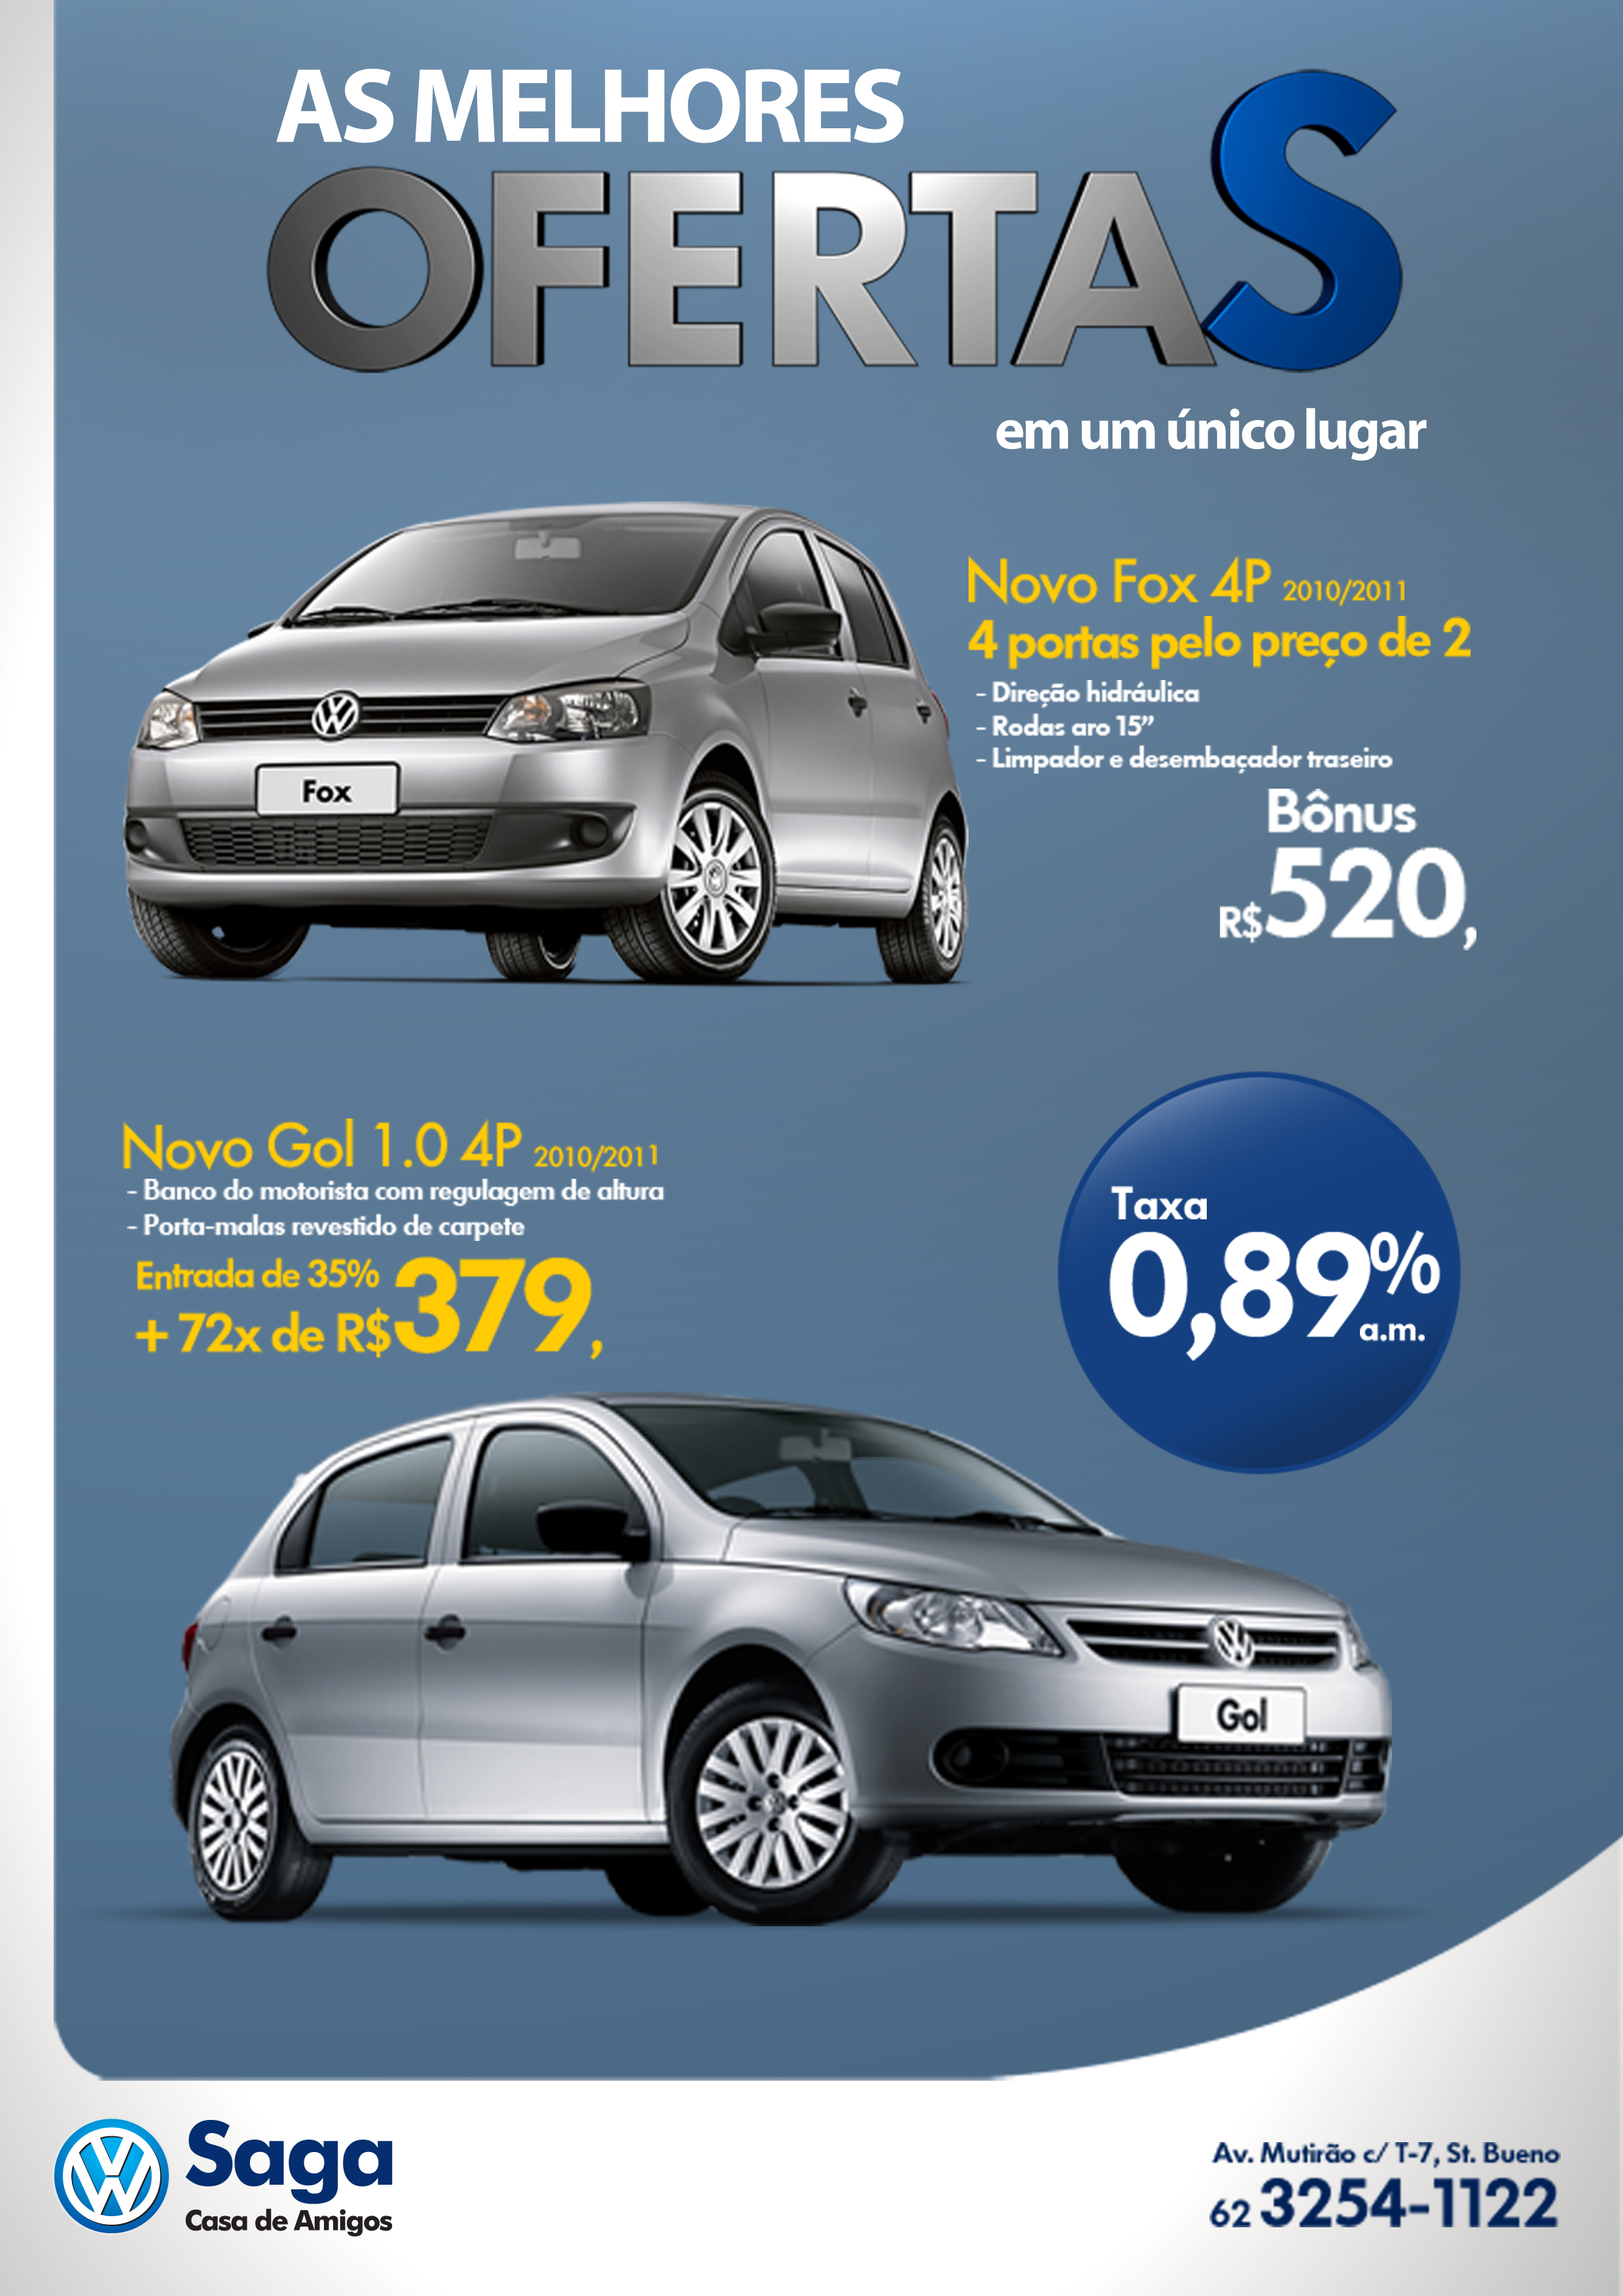 AS MELHORES
OFERTAS
em um único lugar
Novo Fox 4P 2010/2011
4 portas pelo preço de 2
- Direção hidráulica
- Rodas aro 15”
- Limpador e desembaçador traseiro
Bônus
R$520,
Fox
Novo Gol 1.0 4P 2010/2011
- Banco do motorista com regulagem de altura
- Porta-malas revestido de carpete
Entrada de 35%
+ 72x de R$379,
Taxa
0,89%
a.m.
Gol
Saga
Casa de Amigos
Av. Mutirão c/ T-7, St. Bueno
62 3254-1122